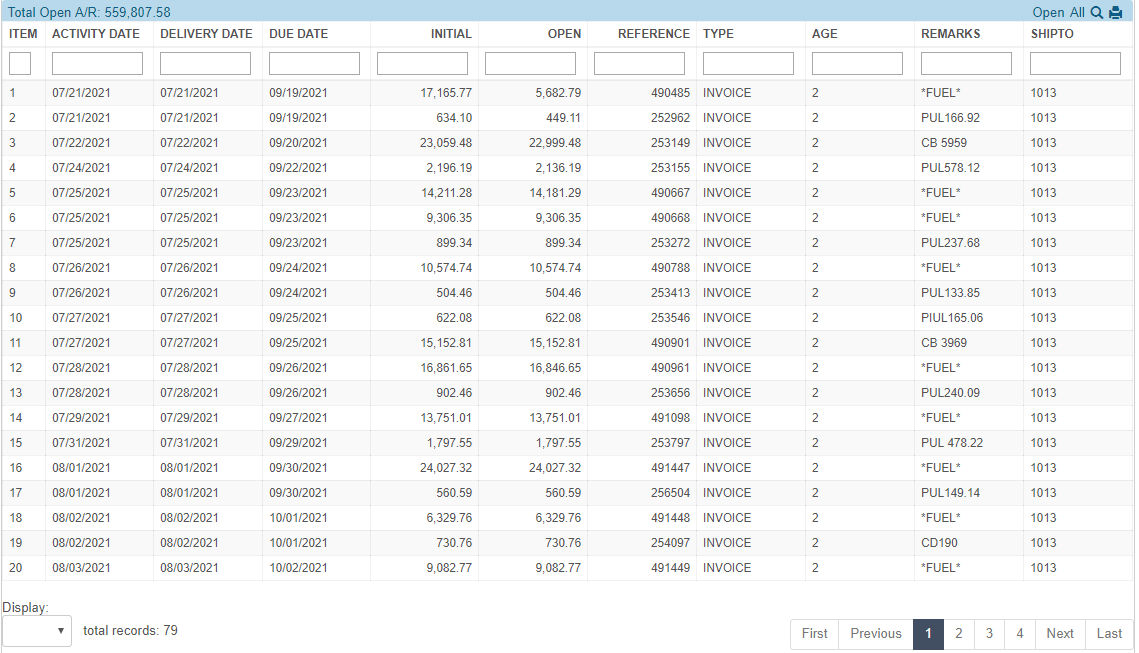 Total Open A/R: 559,807.58 Open All
ITEM ACTIVITY DATE DELIVERY DATE DUE DATE INITIAL OPEN REFERENCE TYPE AGE REMARKS SHIPTO
1 07/21/2021 07/21/2021 09/19/2021 17,165.77 5,682.79 490485 INVOICE 2 *FUEL* 1013
2 07/21/2021 07/21/2021 09/19/2021 634.10 449.11 252962 INVOICE 2 PUL166.92 1013
3 07/22/2021 07/22/2021 09/20/2021 23,059.48 22,999.48 253149 INVOICE 2 CB 5959 1013
4 07/24/2021 07/24/2021 09/22/2021 2,196.19 2,136.19 253155 INVOICE 2 PUL578.12 1013
5 07/25/2021 07/25/2021 09/23/2021 14,211.28 14,181.29 490667 INVOICE 2 *FUEL* 1013
6 07/25/2021 07/25/2021 09/23/2021 9,306.35 9,306.35 490668 INVOICE 2 *FUEL* 1013
7 07/25/2021 07/25/2021 09/23/2021 899.34 899.34 253272 INVOICE 2 PUL237.68 1013
8 07/26/2021 07/26/2021 09/24/2021 10,574.74 10,574.74 490788 INVOICE 2 *FUEL* 1013
9 07/26/2021 07/26/2021 09/24/2021 504.46 504.46 253413 INVOICE 2 PUL133.85 1013
10 07/27/2021 07/27/2021 09/25/2021 622.08 622.08 253546 INVOICE 2 PIUL165.06 1013
11 07/27/2021 07/27/2021 09/25/2021 15,152.81 15,152.81 490901 INVOICE 2 CB 3969 1013
12 07/28/2021 07/28/2021 09/26/2021 16,861.65 16,846.65 490961 INVOICE 2 *FUEL* 1013
13 07/28/2021 07/28/2021 09/26/2021 902.46 902.46 253656 INVOICE 2 PUL240.09 1013
14 07/29/2021 07/29/2021 09/27/2021 13,751.01 13,751.01 491098 INVOICE 2 *FUEL* 1013
15 07/31/2021 07/31/2021 09/29/2021 1,797.55 1,797.55 253797 INVOICE 2 PUL 478.22 1013
16 08/01/2021 08/01/2021 09/30/2021 24,027.32 24,027.32 491447 INVOICE 2 *FUEL* 1013
17 08/01/2021 08/01/2021 09/30/2021 560.59 560.59 256504 INVOICE 2 PUL149.14 1013
18 08/02/2021 08/02/2021 10/01/2021 6,329.76 6,329.76 491448 INVOICE 2 *FUEL* 1013
19 08/02/2021 08/02/2021 10/01/2021 730.76 730.76 254097 INVOICE 2 CD190 1013
20 08/03/2021 08/03/2021 10/02/2021 9,082.77 9,082.77 491449 INVOICE 2 *FUEL* 1013
Display:
total records: 79 First Previous 1 2 3 4 Next Last